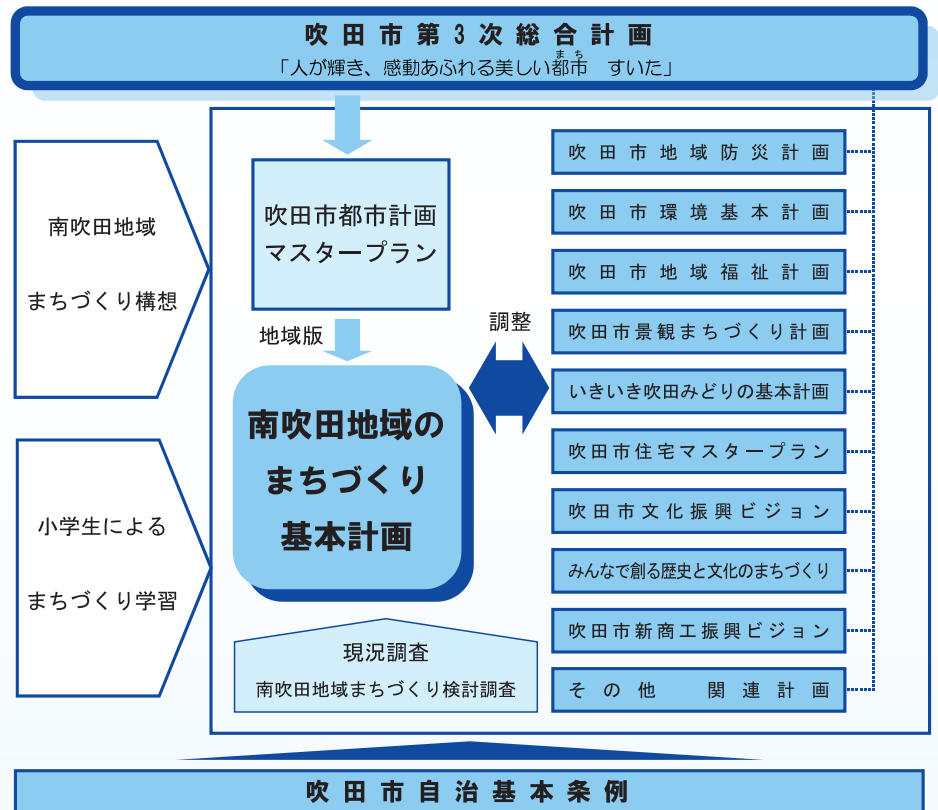 吹田市第3次総合計画
「人が輝き、感動あふれる美しい都市　すいた」
まち
南吹田地域
まちづくり構想
小学生による
まちづくり学習
吹田市都市計画
マスタープラン
地域版
調整
南吹田地域の
まちづくり
基本計画
現況調査
南吹田地域まちづくり検討調査
吹田市地域防災計画
吹田市環境基本計画
吹田市地域福祉計画
吹田市景観まちづくり計画
いきいき吹田みどりの基本計画
吹田市住宅マスタープラン
吹田市文化振興ビジョン
みんなで創る歴史と文化のまちづくり
吹田市新商工振興ビジョン
その他　関連計画
吹田市自治基本条例